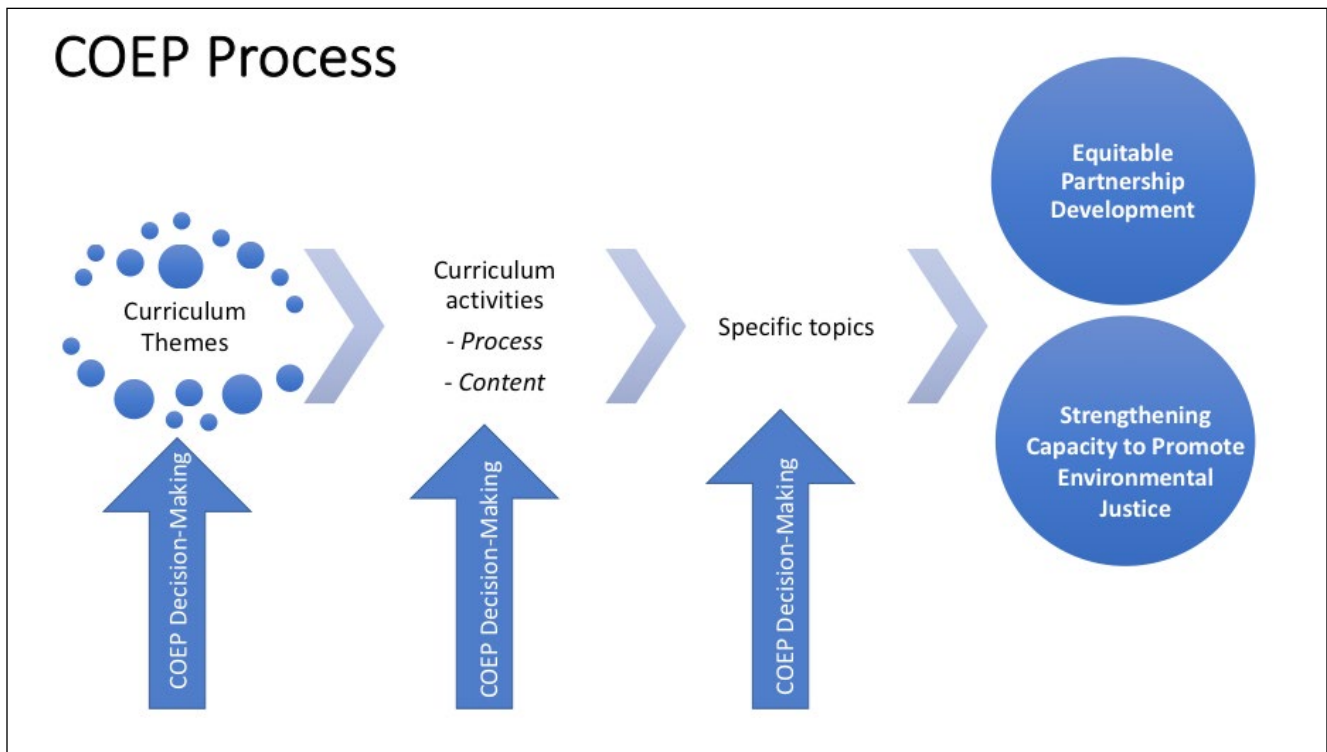 COEP Process
Curriculum
Themes
Curriculum
activities
- Process
- Content
Specific topics
Equitable
Partnership
Development
Strengthening
Capacity to Promote
Environmental
Justice
COEP Decision-Making
COEP Decision-Making
COEP Decision-Making